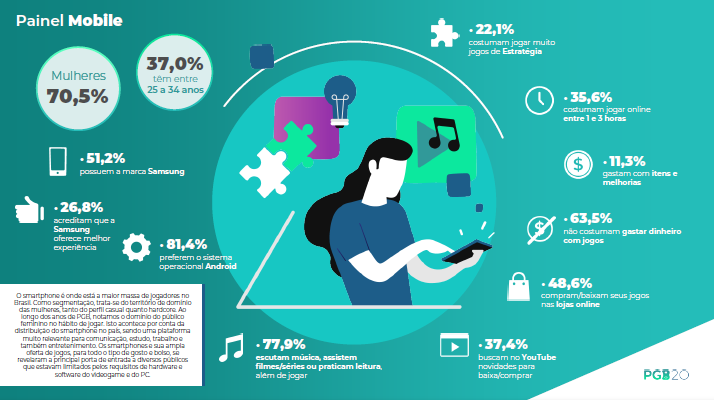 Painel Mobile
Mulheres
70,5%
37,0%
têm entre
25 a 34 anos
• 51,2%
possuem a marca Samsung
• 26,8%
acreditam que a
Samsung
oferece melhor
experiência
• 81,4%
preferem o sistema
operacional Android
O smartphone é onde está a maior massa de jogadores no
Brasil. Como segmentação, trata-se do território de domínio
das mulheres, tanto do perfil casual quanto hardcore. Ao
longo dos anos de PGB, notamos o domínio do público
feminino no hábito de jogar. Isto acontece por conta da
distribuição do smartphone no país, sendo uma plataforma
muito relevante para comunicação, estudo, trabalho e
também entretenimento. Os smartphones e sua ampla
oferta de jogos, para todo o tipo de gosto e bolso, se
revelaram a principal porta de entrada a diversos públicos
que estavam limitados pelos requisitos de hardware e
software do videogame e do PC.
• 22,1%
costumam jogar muito
jogos de Estratégia
• 35,6%
costumam jogar online
entre 1 e 3 horas
• 11,3%
gastam com itens e
melhorias
• 63,5%
não costumam gastar dinheiro
com jogos
• 48,6%
compram/baixam seus jogos
nas lojas online
• 77,9%
escutam música, assistem
filmes/séries ou praticam leitura,
além de jogar
• 37,4%
buscam no YouTube
novidades para
baixa/comprar
PGB20